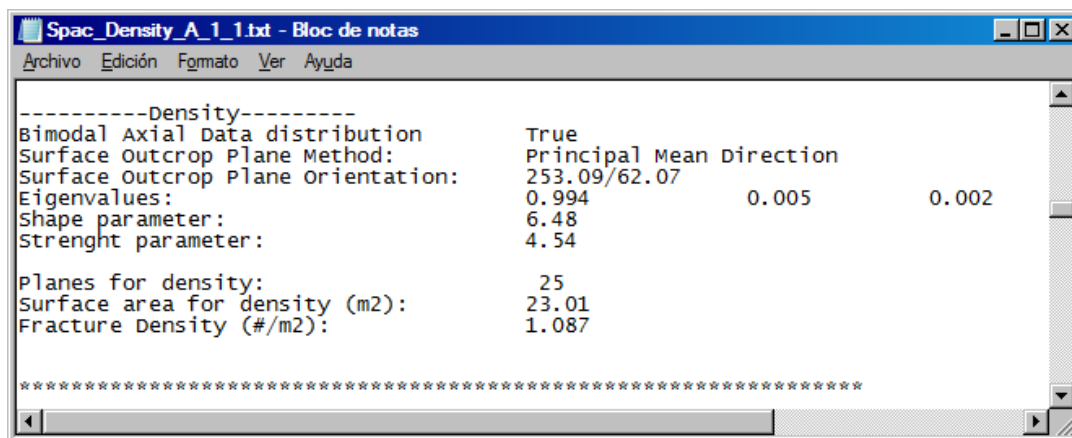 Spac_Density_A_1_1.txt - Bloc de notas
Archivo Edición Formato Ver Ayuda
----------Density---------
Bimodal Axial Data distribution True
Surface Outcrop Plane Method: Principal Mean Direction
Surface Outcrop Plane Orientation: 253.09/62.07
Eigenvalues: 0.994 0.005 0.002
Shape parameter: 6.48
Strenght parameter: 4.54
Planes for density: 25
Surface area for density (m2): 23.01
Fracture Density (#/m2): 1.087
*****************************************************************